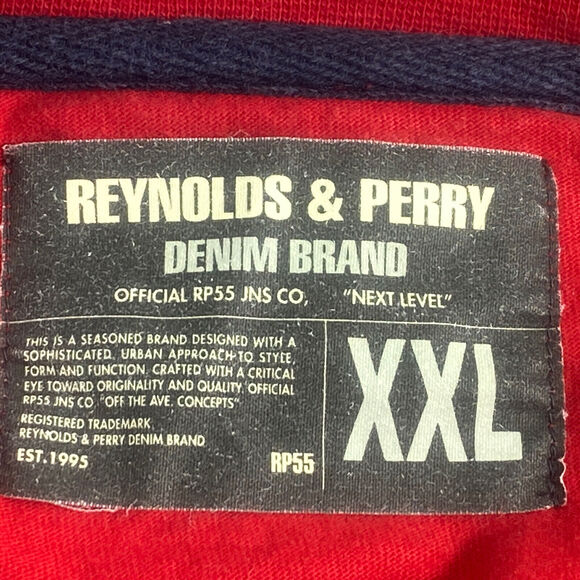 REYNOLDS & PERRY
DENIM BRAND
OFFICIAL RP55 JNS CO, "NEXT LEVEL"
THIS IS A SEASONED BRAND DESIGNED WITH A
SOPHISTICATED, URBAN APPROACH TO STYLE,
FORM AND FUNCTION. CRAFTED WITH A CRITICAL
EYE TOWARD ORIGINALITY AND QUALITY. OFFICIAL
RP55 JNS CO. "OFF THE AVE. CONCEPTS"
REGISTERED TRADEMARK
REYNOLDS & PERRY DENIM BRAND
EST.1995
RP55
XXL